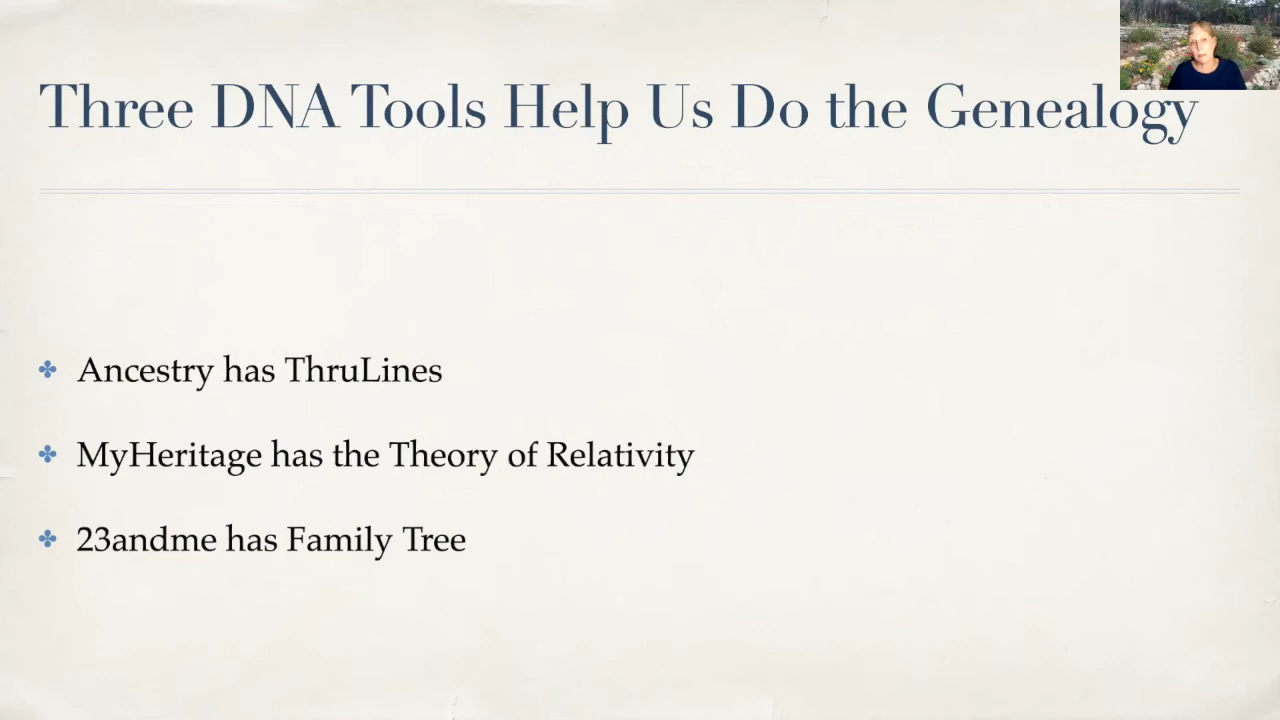 Three DNA Tools Help Us Do the Genealogy
Ancestry has ThruLines
MyHeritage has the Theory of Relativity
23andme has Family Tree